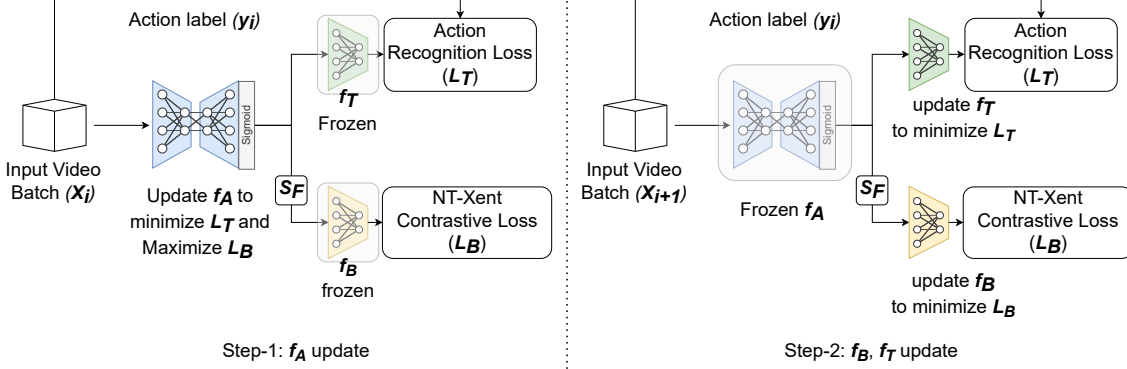 Action label (yi)
Action
Recognition Loss
(LT)
fT
Frozen
Sigmoid
Input Video
Batch (Xi)
Update fA to
minimize LT and
Maximize LB
SF
NT-Xent
Contrastive Loss
(LB)
fB
frozen
Step-1: fA update
Action label (yi)
Action
Recognition Loss
(LT)
update fT
to minimize LT
Sigmoid
Input Video
Batch (Xi+1)
Frozen fA
SF
NT-Xent
Contrastive Loss
(LB)
update fB
to minimize LB
Step-2: fB, fT update